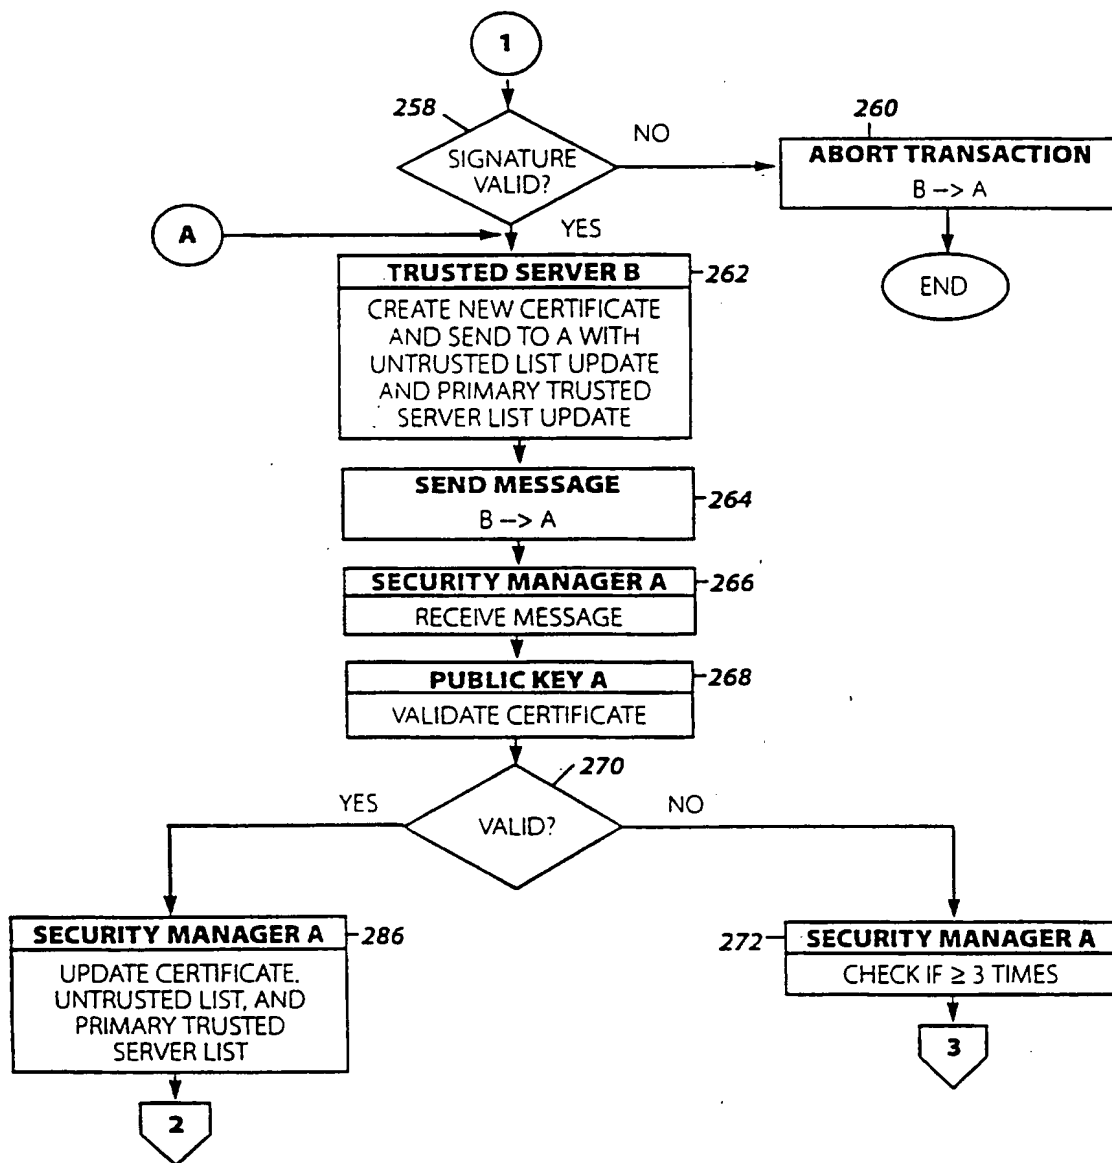 1
258
SIGNATURE
VALID?
NO
260
ABORT TRANSACTION
B --> A
END
A
YES
TRUSTED SERVER B
262
CREATE NEW CERTIFICATE
AND SEND TO A WITH
UNTRUSTED LIST UPDATE
AND PRIMARY TRUSTED
SERVER LIST UPDATE
SEND MESSAGE
B --> A
264
SECURITY MANAGER A
266
RECEIVE MESSAGE
PUBLIC KEY A
268
VALIDATE CERTIFICATE
270
YES
VALID?
NO
SECURITY MANAGER A
286
UPDATE CERTIFICATE.
UNTRUSTED LIST, AND
PRIMARY TRUSTED
SERVER LIST
2
272
SECURITY MANAGER A
CHECK IF ≥ 3 TIMES
3